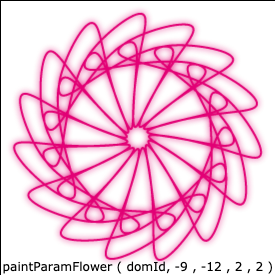 paintParamFlower ( domId, -9 , -12 , 2 , 2 )